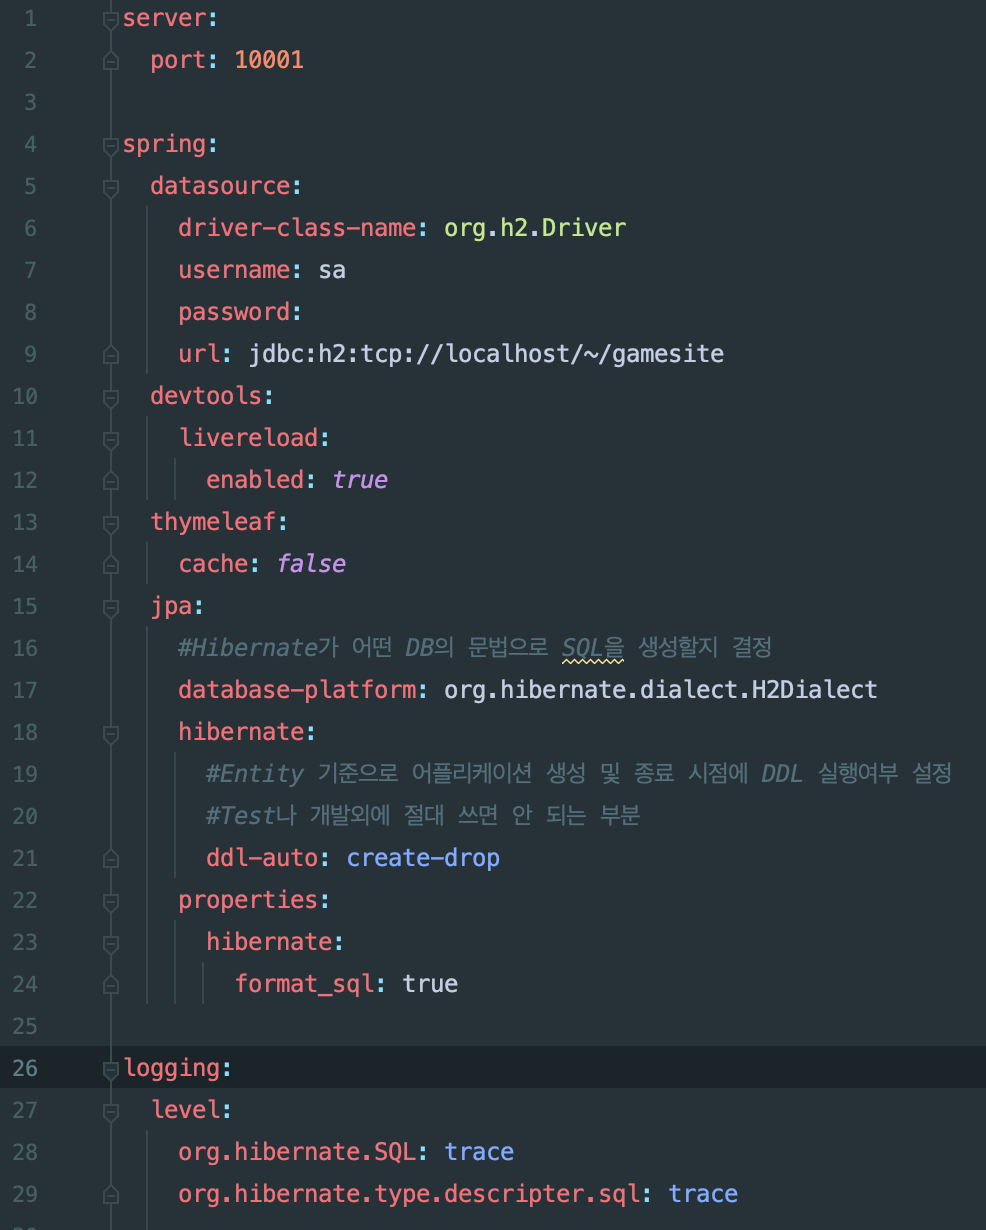 1 server:
2 port: 10001
3
4 spring:
5 datasource:
6 driver-class-name: org.h2.Driver
7 username: sa
8 password:
9 url: jdbc:h2:tcp://localhost/~/gamesite
10 devtools:
11 livereload:
12 enabled: true
13 thymeleaf:
14 cache: false
15 jpa:
16 #Hibernate가 어떤 DB의 문법으로 SQL을 생성할지 결정
17 database-platform: org.hibernate.dialect.H2Dialect
18 hibernate:
19 #Entity 기준으로 어플리케이션 생성 및 종료 시점에 DDL 실행여부 설정
20 #Test나 개발외에 절대 쓰면 안 되는 부분
21 ddl-auto: create-drop
22 properties:
23 hibernate:
24 format_sql: true
25
26 logging:
27 level:
28 org.hibernate.SQL: trace
29 org.hibernate.type.descripter.sql: trace